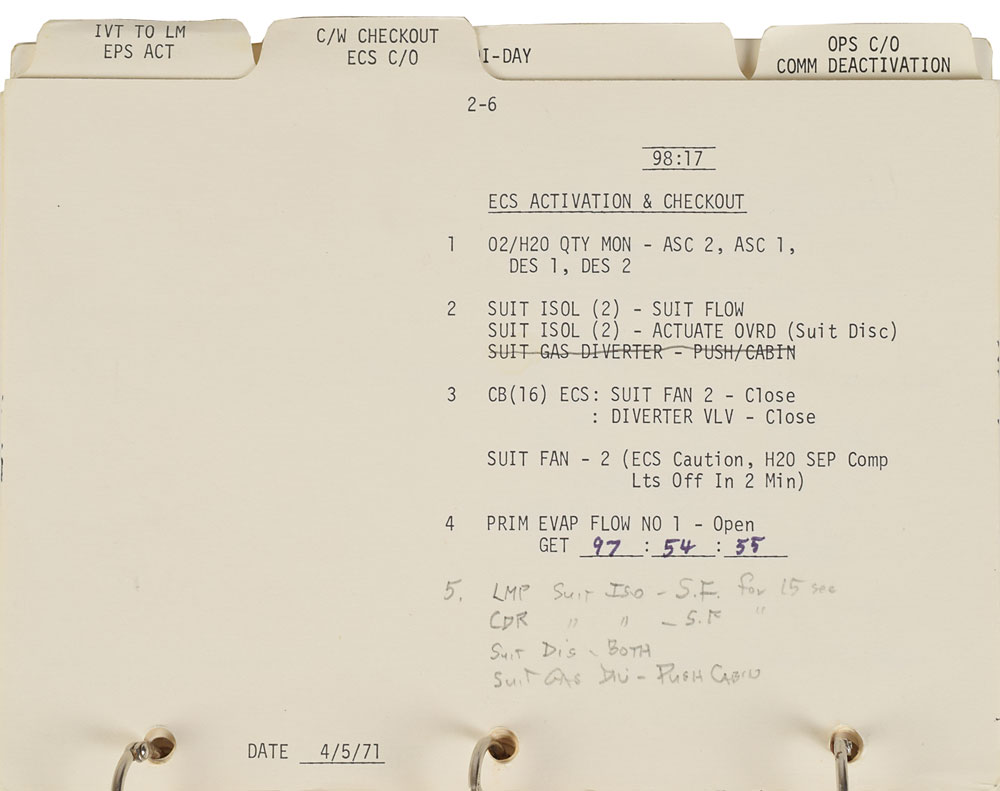 IVT TO LM
EPS ACT
C/W CHECKOUT
ECS C/O
I-DAY
OPS C/O
COMM DEACTIVATION
2-6
98:17
ECS ACTIVATION & CHECKOUT
1 O2/H2O QTY MON - ASC 2, ASC 1,
DES 1, DES 2
2 SUIT ISOL (2) - SUIT FLOW
SUIT ISOL (2) - ACTUATE OVRD (Suit Disc)
SUIT GAS DIVERTER - PUSH/CABIN
3 CB(16) ECS: SUIT FAN 2 - Close
: DIVERTER VLV - Close
SUIT FAN - 2 (ECS Caution, H2O SEP Comp
Lts Off In 2 Min)
4 PRIM EVAP FLOW NO 1 - Open
GET 97 : 54 : 55
5. LMP Suit Iso - S.F. for 15 sec
CDR " " - S.F "
Suit Dis - BOTH
Suit GAS Div - PUSH CABIN
DATE 4/5/71